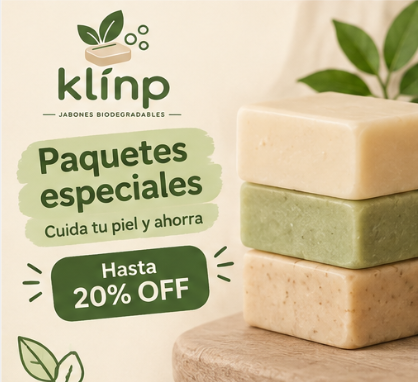 klínp
JABONES BIODEGRADABLES
Paquetes
especiales
Cuida tu piel y ahorra
Hasta
20% OFF